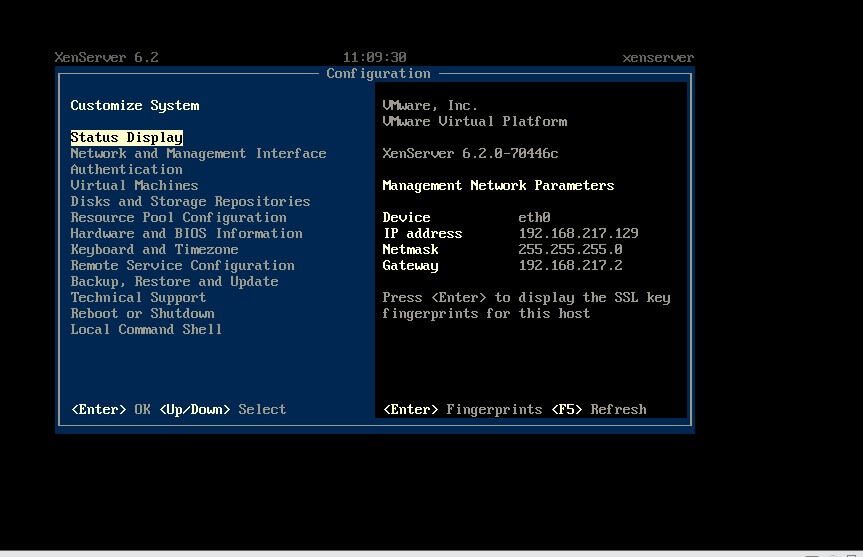 XenServer 6.2 11:09:30 xenserver
Configuration
Customize System
Status Display
Network and Management Interface
Authentication
Virtual Machines
Disks and Storage Repositories
Resource Pool Configuration
Hardware and BIOS Information
Keyboard and Timezone
Remote Service Configuration
Backup, Restore and Update
Technical Support
Reboot or Shutdown
Local Command Shell
<Enter> OK <Up/Down> Select
VMware, Inc.
VMware Virtual Platform
XenServer 6.2.0-70446c
Management Network Parameters
Device eth0
IP address 192.168.217.129
Netmask 255.255.255.0
Gateway 192.168.217.2
Press <Enter> to display the SSL key
fingerprints for this host
<Enter> Fingerprints <F5> Refresh